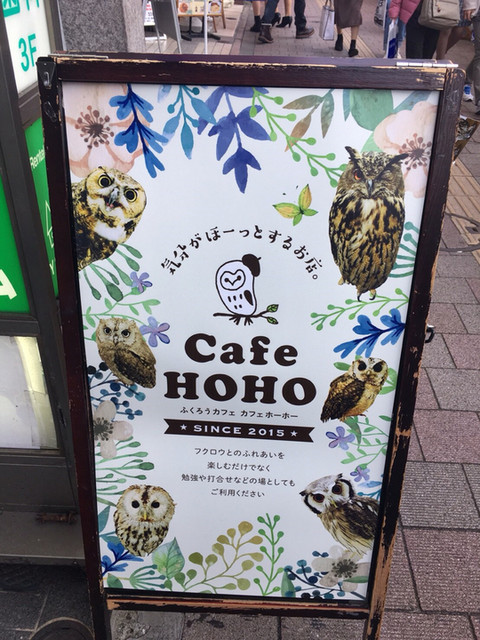 3F
気分がほーっとするお店。
Cafe
HOHO
ふくろうカフェ カフェホーホー
★ SINCE 2015 ★
フクロウとのふれあいを
楽しむだけでなく
勉強や打合せなどの場としても
ご利用ください